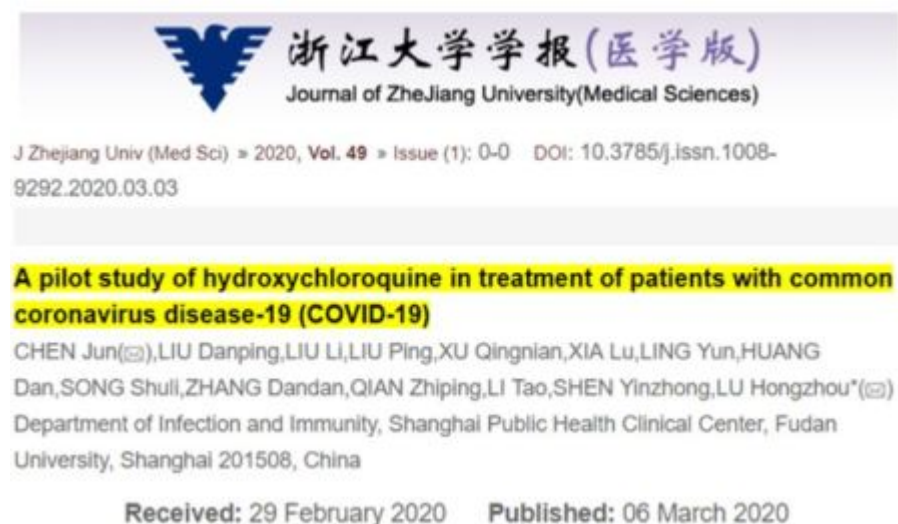 浙江大学学报(医学版)
Journal of ZheJiang University(Medical Sciences)
J Zhejiang Univ (Med Sci) » 2020, Vol. 49 » Issue (1): 0-0 DOI: 10.3785/j.issn.1008-
9292.2020.03.03
A pilot study of hydroxychloroquine in treatment of patients with common
coronavirus disease-19 (COVID-19)
CHEN Jun(✉),LIU Danping,LIU Li,LIU Ping,XU Qingnian,XIA Lu,LING Yun,HUANG
Dan,SONG Shuli,ZHANG Dandan,QIAN Zhiping,LI Tao,SHEN Yinzhong,LU Hongzhou*(✉)
Department of Infection and Immunity, Shanghai Public Health Clinical Center, Fudan
University, Shanghai 201508, China
Received: 29 February 2020 Published: 06 March 2020